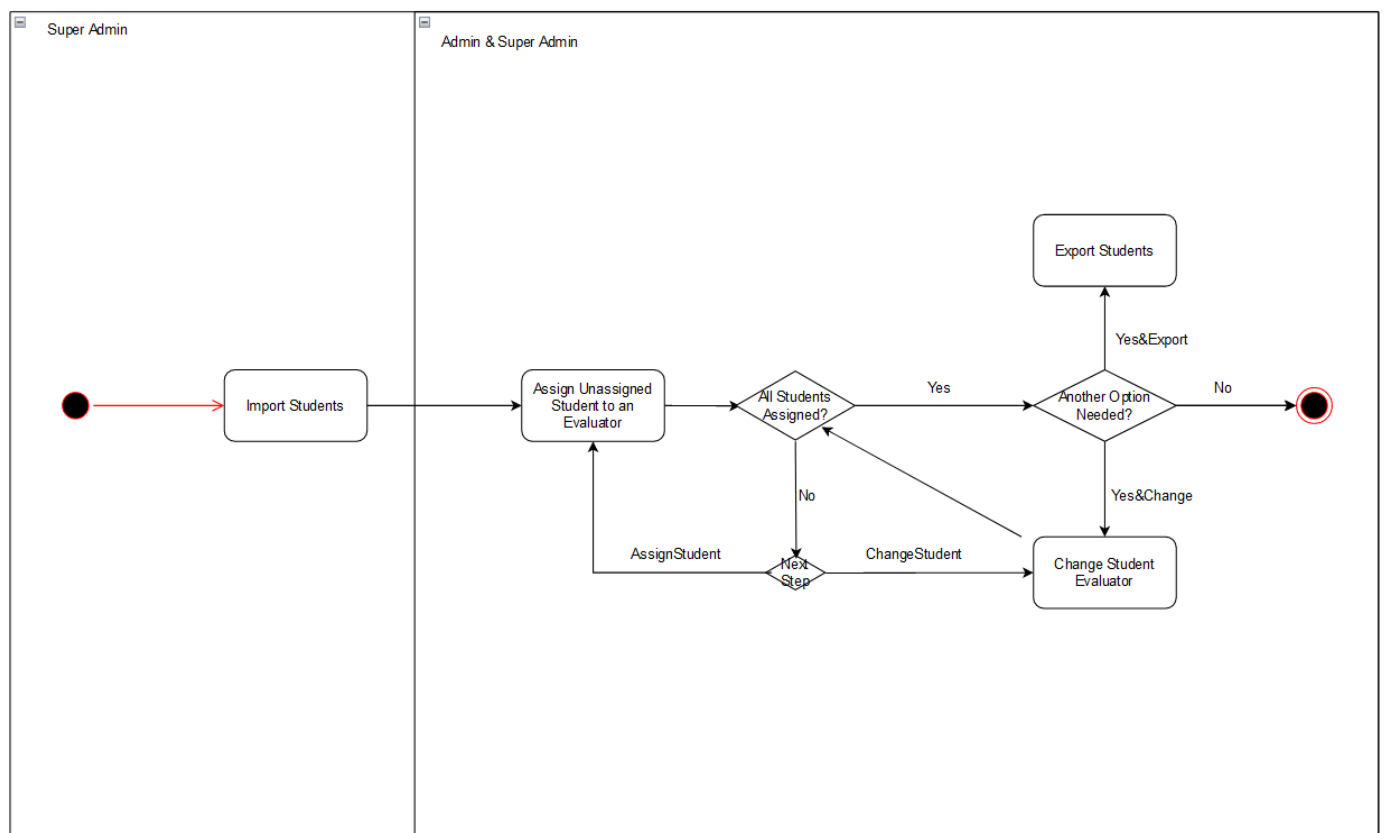 Super Admin
Admin & Super Admin
Export Students
Yes&Export
Import Students
Assign Unassigned
Student to an
Evaluator
All Students
Assigned?
Yes
Another Option
Needed?
No
No
Yes&Change
AssignStudent
Next
Step
ChangeStudent
Change Student
Evaluator